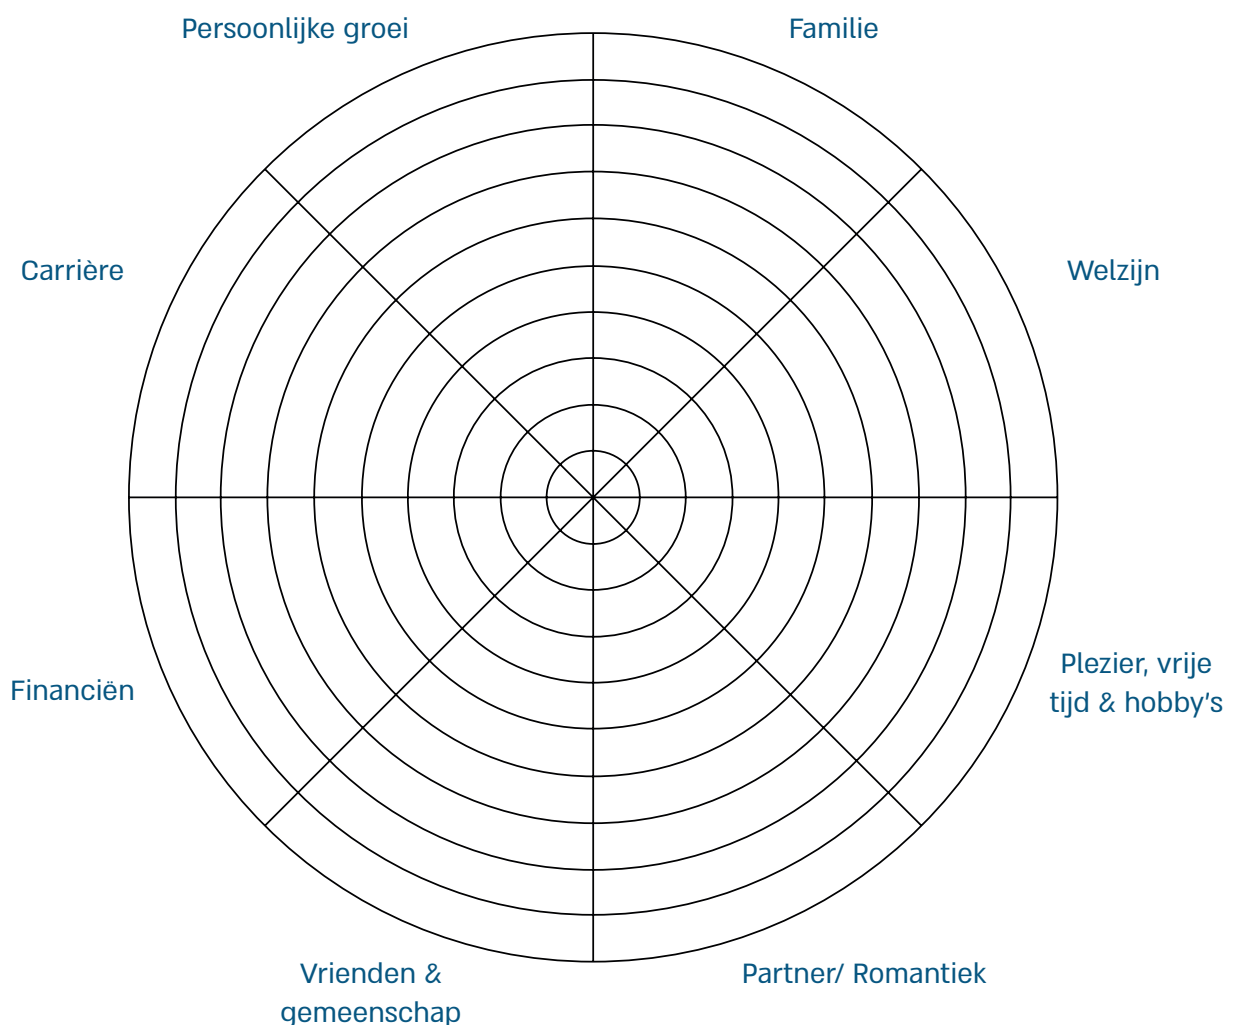 Persoonlijke groei
Familie
Carrière
Welzijn
Plezier, vrije
tijd & hobby's
Financiën
Vrienden &
gemeenschap
Partner/ Romantiek